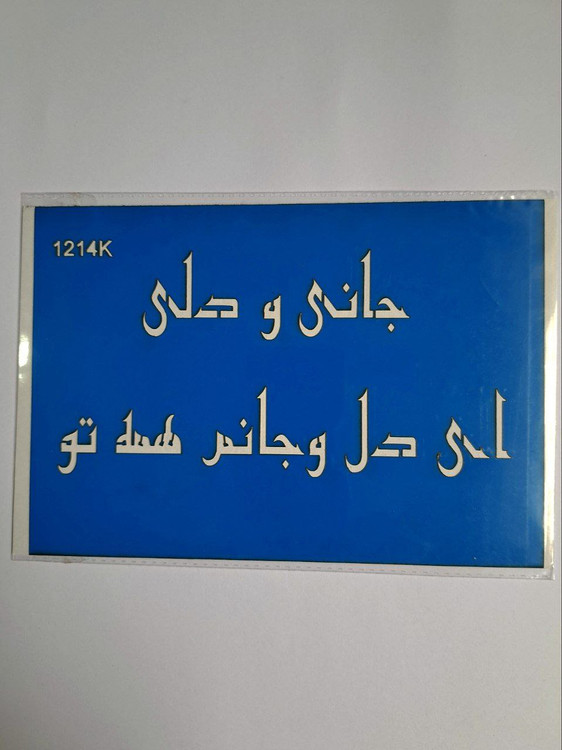 1214K
جانی و دلی
ای دل وجانم همه تو